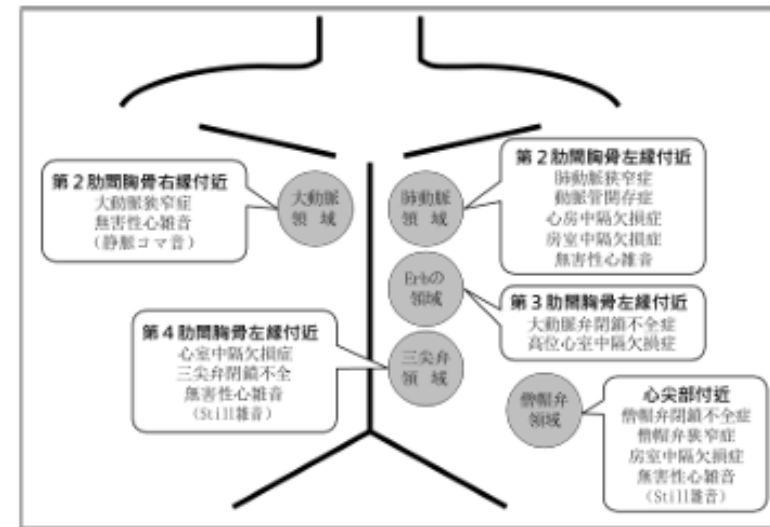 第2肋間胸骨右縁付近
大動脈狭窄症
無害性心雑音
(静脈コマ音)
大動脈
領 域
肺動脈
領 域
第2肋間胸骨左縁付近
肺動脈狭窄症
動脈管開存症
心房中隔欠損症
房室中隔欠損症
無害性心雑音
Erbの
領域
第3肋間胸骨左縁付近
大動脈弁閉鎖不全症
高位心室中隔欠損症
第4肋間胸骨左縁付近
心室中隔欠損症
三尖弁閉鎖不全
無害性心雑音
(Still雑音)
三尖弁
領 域
僧帽弁
領域
心尖部付近
僧帽弁閉鎖不全症
僧帽弁狭窄症
房室中隔欠損症
無害性心雑音
(Still雑音)